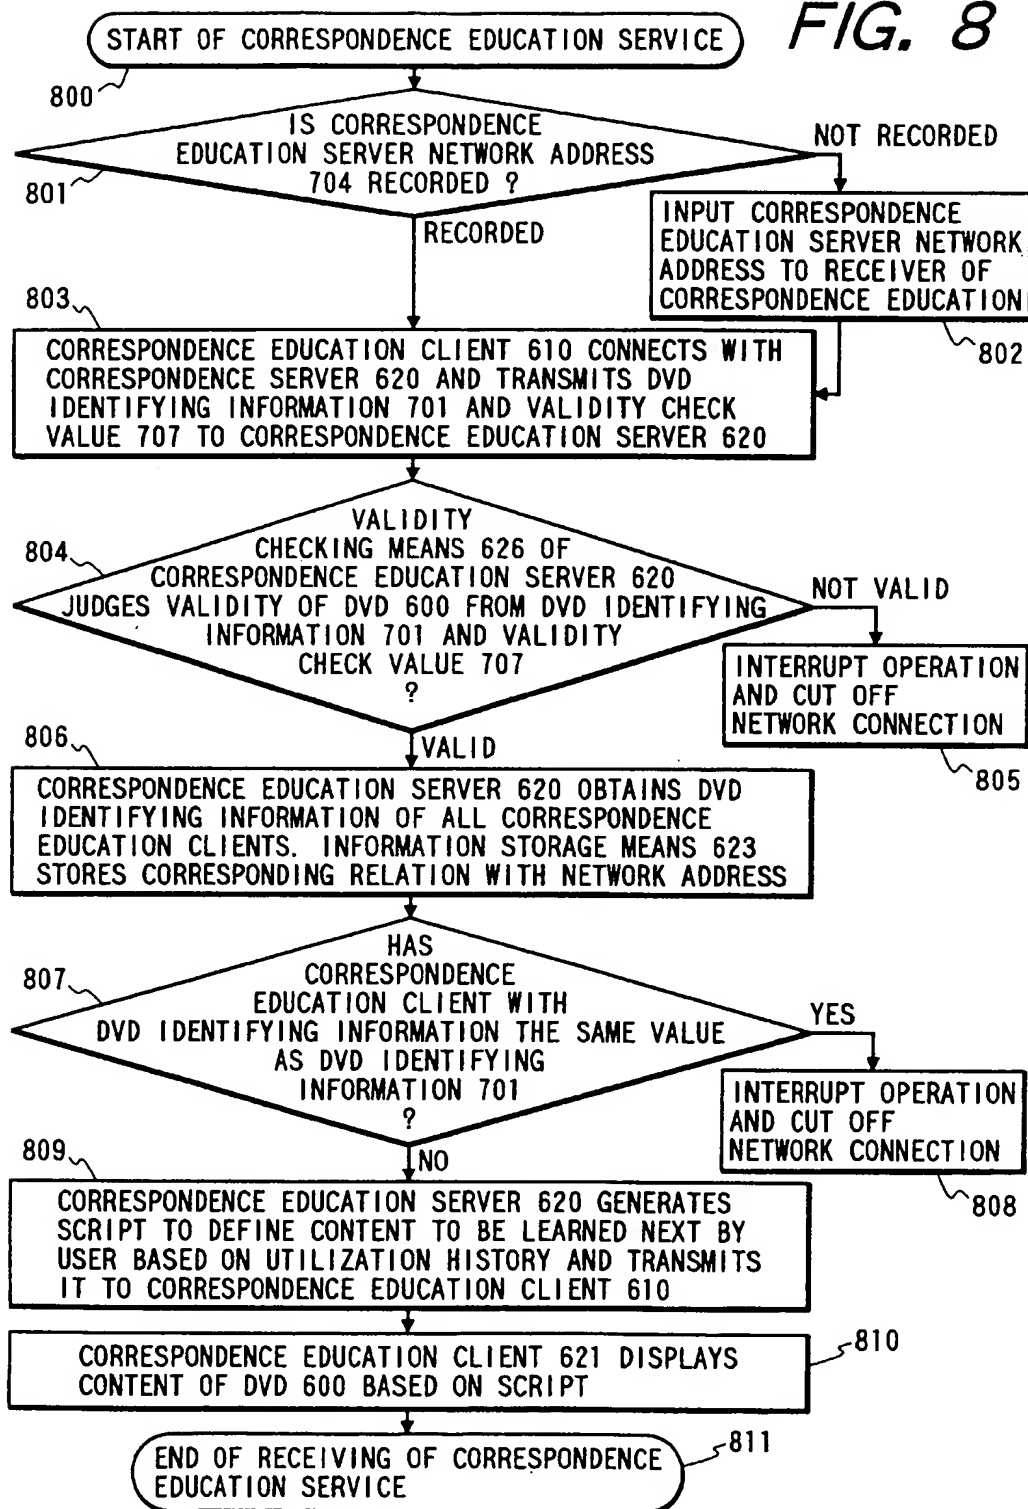 FIG. 8
START OF CORRESPONDENCE EDUCATION SERVICE
800
IS CORRESPONDENCE
EDUCATION SERVER NETWORK ADDRESS
704 RECORDED ?
801
NOT RECORDED
RECORDED
INPUT CORRESPONDENCE
EDUCATION SERVER NETWORK
ADDRESS TO RECEIVER OF
CORRESPONDENCE EDUCATION
802
803
CORRESPONDENCE EDUCATION CLIENT 610 CONNECTS WITH
CORRESPONDENCE SERVER 620 AND TRANSMITS DVD
IDENTIFYING INFORMATION 701 AND VALIDITY CHECK
VALUE 707 TO CORRESPONDENCE EDUCATION SERVER 620
804
VALIDITY
CHECKING MEANS 626 OF
CORRESPONDENCE EDUCATION SERVER 620
JUDGES VALIDITY OF DVD 600 FROM DVD IDENTIFYING
INFORMATION 701 AND VALIDITY
CHECK VALUE 707
?
NOT VALID
VALID
INTERRUPT OPERATION
AND CUT OFF
NETWORK CONNECTION
805
806
CORRESPONDENCE EDUCATION SERVER 620 OBTAINS DVD
IDENTIFYING INFORMATION OF ALL CORRESPONDENCE
EDUCATION CLIENTS. INFORMATION STORAGE MEANS 623
STORES CORRESPONDING RELATION WITH NETWORK ADDRESS
807
HAS
CORRESPONDENCE
EDUCATION CLIENT WITH
DVD IDENTIFYING INFORMATION THE SAME VALUE
AS DVD IDENTIFYING
INFORMATION 701
?
YES
NO
INTERRUPT OPERATION
AND CUT OFF
NETWORK CONNECTION
808
809
CORRESPONDENCE EDUCATION SERVER 620 GENERATES
SCRIPT TO DEFINE CONTENT TO BE LEARNED NEXT BY
USER BASED ON UTILIZATION HISTORY AND TRANSMITS
IT TO CORRESPONDENCE EDUCATION CLIENT 610
810
CORRESPONDENCE EDUCATION CLIENT 621 DISPLAYS
CONTENT OF DVD 600 BASED ON SCRIPT
811
END OF RECEIVING OF CORRESPONDENCE
EDUCATION SERVICE